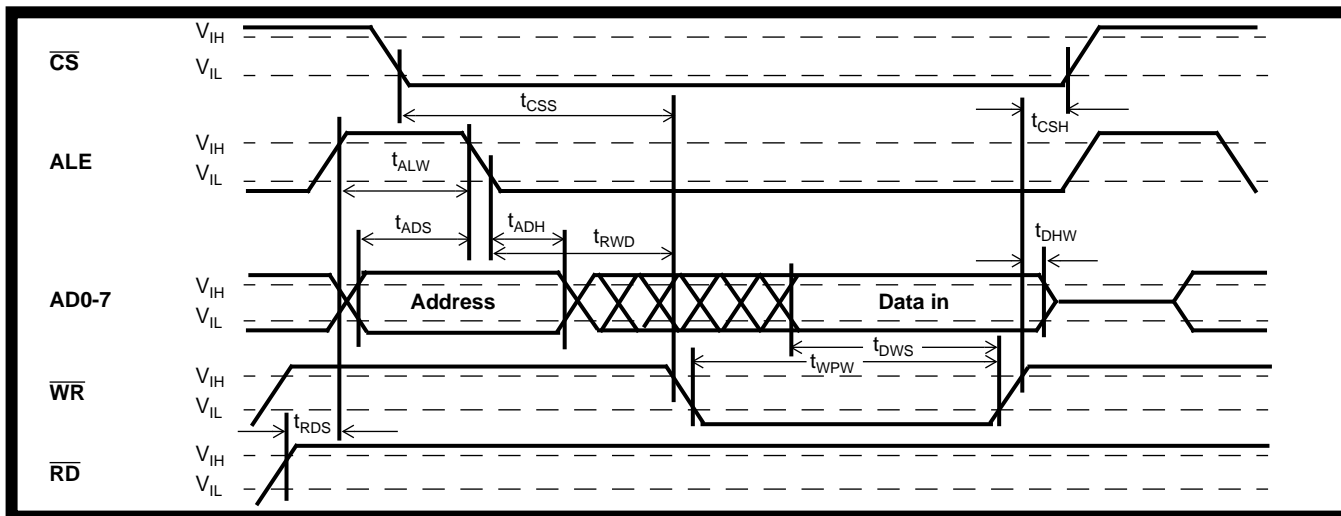 CS
V_IH
V_IL
t_CSS
t_CSH
ALE
V_IH
V_IL
t_ALW
t_ADS
t_ADH
t_RWD
t_DHW
AD0-7
V_IH
V_IL
Address
Data in
t_DWS
t_WPW
WR
V_IH
V_IL
t_RDS
RD
V_IH
V_IL